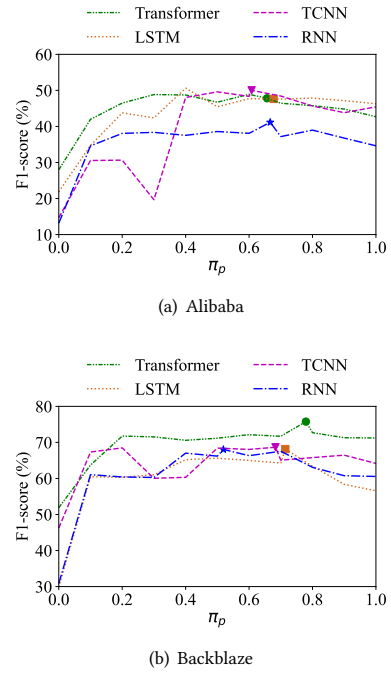 Transformer TCNN
LSTM RNN
60
50
40
30
20
10
F1-score (%)
0.0 0.2 0.4 0.6 0.8 1.0
π_p
(a) Alibaba
Transformer TCNN
LSTM RNN
80
70
60
50
40
30
F1-score (%)
0.0 0.2 0.4 0.6 0.8 1.0
π_p
(b) Backblaze